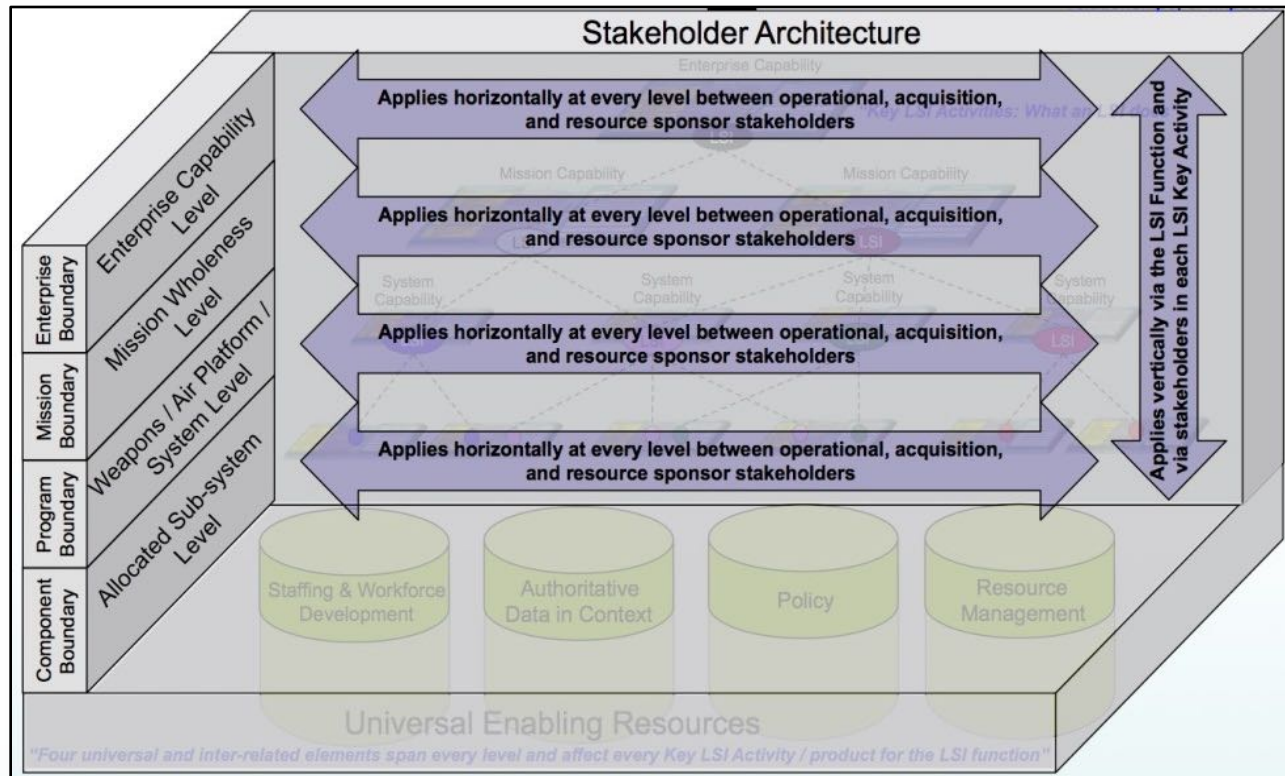 Stakeholder Architecture
Enterprise Capability
Applies horizontally at every level between operational, acquisition,
and resource sponsor stakeholders
"Key LSI Activities: What an LSI does"
LSI
Mission Capability
Mission Capability
Applies horizontally at every level between operational, acquisition,
and resource sponsor stakeholders
LSI
LSI
System
Capability
System
Capability
System
Capability
System
Capability
Applies horizontally at every level between operational, acquisition,
and resource sponsor stakeholders
LSI
Applies horizontally at every level between operational, acquisition,
and resource sponsor stakeholders
Applies vertically via the LSI Function and
via stakeholders in each LSI Key Activity
Enterprise Capability
Level
Mission Wholeness
Level
Weapons / Air Platform /
System Level
Allocated Sub-system
Level
Enterprise
Boundary
Mission
Boundary
Program
Boundary
Component
Boundary
Staffing & Workforce
Development
Authoritative
Data in Context
Policy
Resource
Management
Universal Enabling Resources
"Four universal and inter-related elements span every level and affect every Key LSI Activity / product for the LSI function"